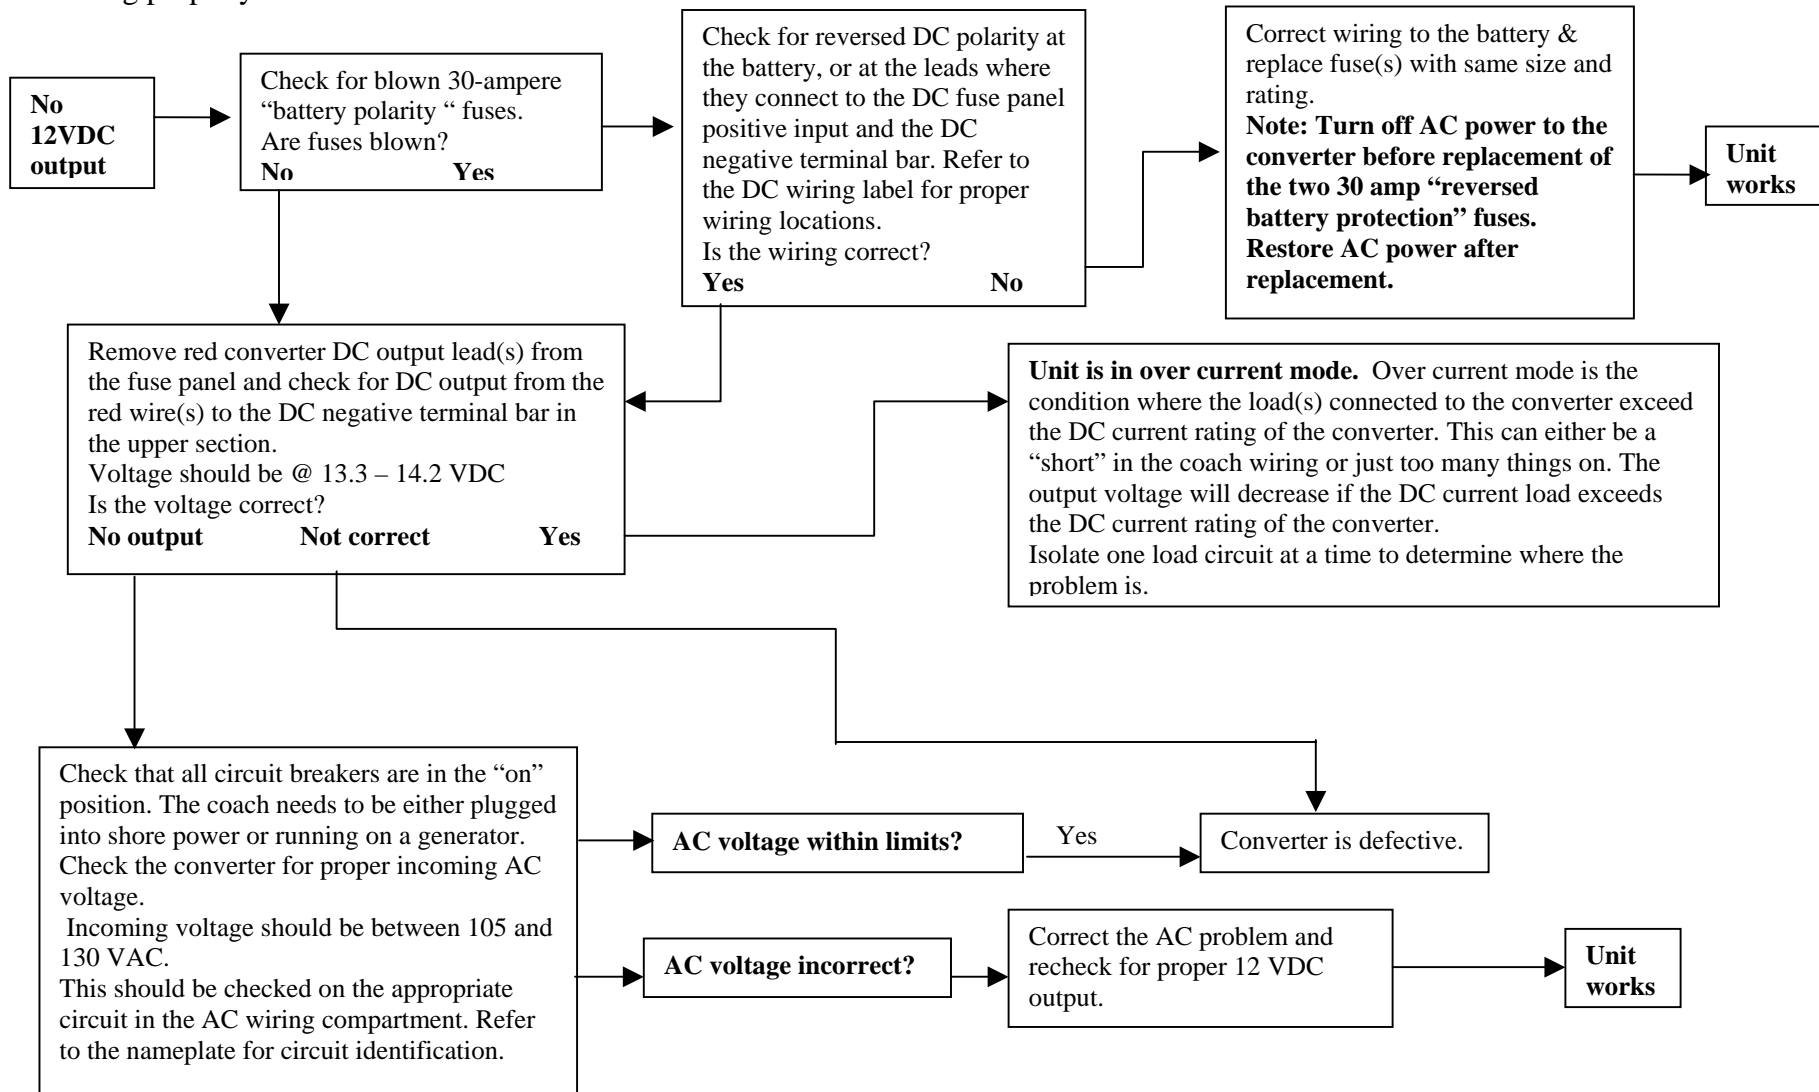 No
12VDC
output
Check for blown 30-ampere
“battery polarity “ fuses.
Are fuses blown?
No Yes
Check for reversed DC polarity at
the battery, or at the leads where
they connect to the DC fuse panel
positive input and the DC
negative terminal bar. Refer to
the DC wiring label for proper
wiring locations.
Is the wiring correct?
Yes No
Correct wiring to the battery &
replace fuse(s) with same size and
rating.
Note: Turn off AC power to the
converter before replacement of
the two 30 amp “reversed
battery protection” fuses.
Restore AC power after
replacement.
Unit
works
Remove red converter DC output lead(s) from
the fuse panel and check for DC output from the
red wire(s) to the DC negative terminal bar in
the upper section.
Voltage should be @ 13.3 – 14.2 VDC
Is the voltage correct?
No output Not correct Yes
Unit is in over current mode. Over current mode is the
condition where the load(s) connected to the converter exceed
the DC current rating of the converter. This can either be a
“short” in the coach wiring or just too many things on. The
output voltage will decrease if the DC current load exceeds
the DC current rating of the converter.
Isolate one load circuit at a time to determine where the
problem is.
Check that all circuit breakers are in the “on”
position. The coach needs to be either plugged
into shore power or running on a generator.
Check the converter for proper incoming AC
voltage.
Incoming voltage should be between 105 and
130 VAC.
This should be checked on the appropriate
circuit in the AC wiring compartment. Refer
to the nameplate for circuit identification.
AC voltage within limits?
Yes
Converter is defective.
AC voltage incorrect?
Correct the AC problem and
recheck for proper 12 VDC
output.
Unit
works